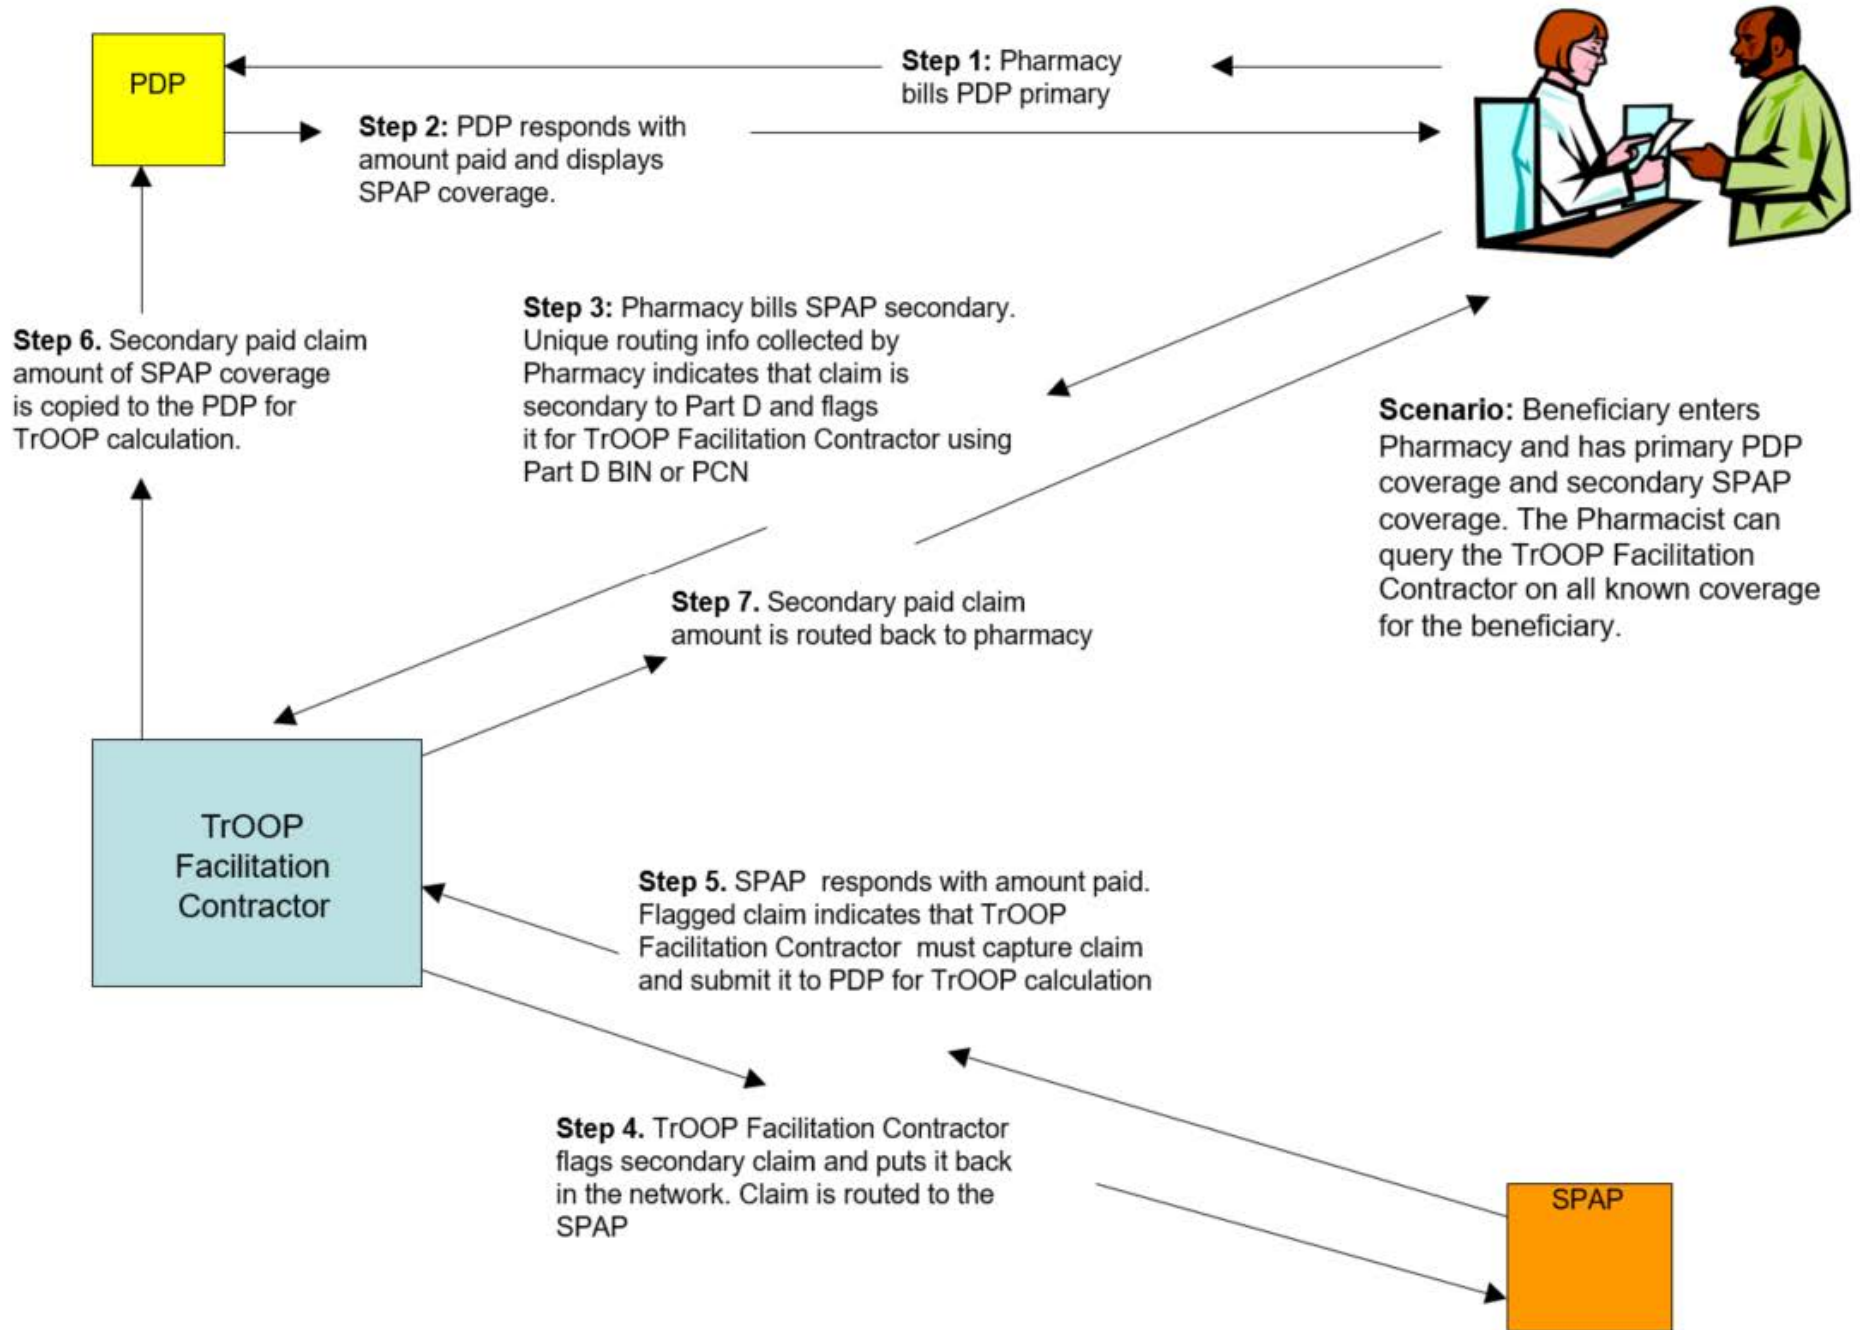 PDP
Step 1: Pharmacy
bills PDP primary
Step 2: PDP responds with
amount paid and displays
SPAP coverage.
Step 3: Pharmacy bills SPAP secondary.
Unique routing info collected by
Pharmacy indicates that claim is
secondary to Part D and flags
it for TrOOP Facilitation Contractor using
Part D BIN or PCN
Step 6. Secondary paid claim
amount of SPAP coverage
is copied to the PDP for
TrOOP calculation.
Scenario: Beneficiary enters
Pharmacy and has primary PDP
coverage and secondary SPAP
coverage. The Pharmacist can
query the TrOOP Facilitation
Contractor on all known coverage
for the beneficiary.
Step 7. Secondary paid claim
amount is routed back to pharmacy
TrOOP
Facilitation
Contractor
Step 5. SPAP responds with amount paid.
Flagged claim indicates that TrOOP
Facilitation Contractor must capture claim
and submit it to PDP for TrOOP calculation
Step 4. TrOOP Facilitation Contractor
flags secondary claim and puts it back
in the network. Claim is routed to the
SPAP
SPAP